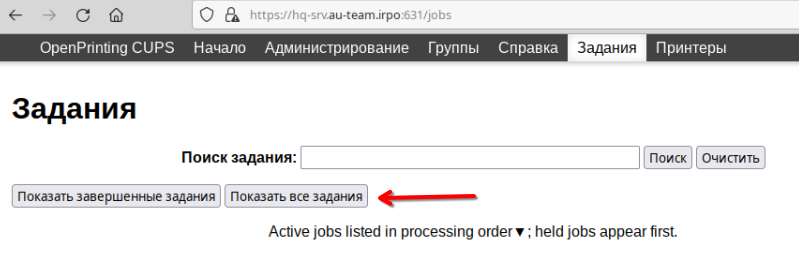 https://hq-srv.au-team.irpo:631/jobs
OpenPrinting CUPS Начало Администрирование Группы Справка Задания Принтеры
Задания
Поиск задания: Поиск Очистить
Показать завершенные задания Показать все задания
Active jobs listed in processing order▼; held jobs appear first.